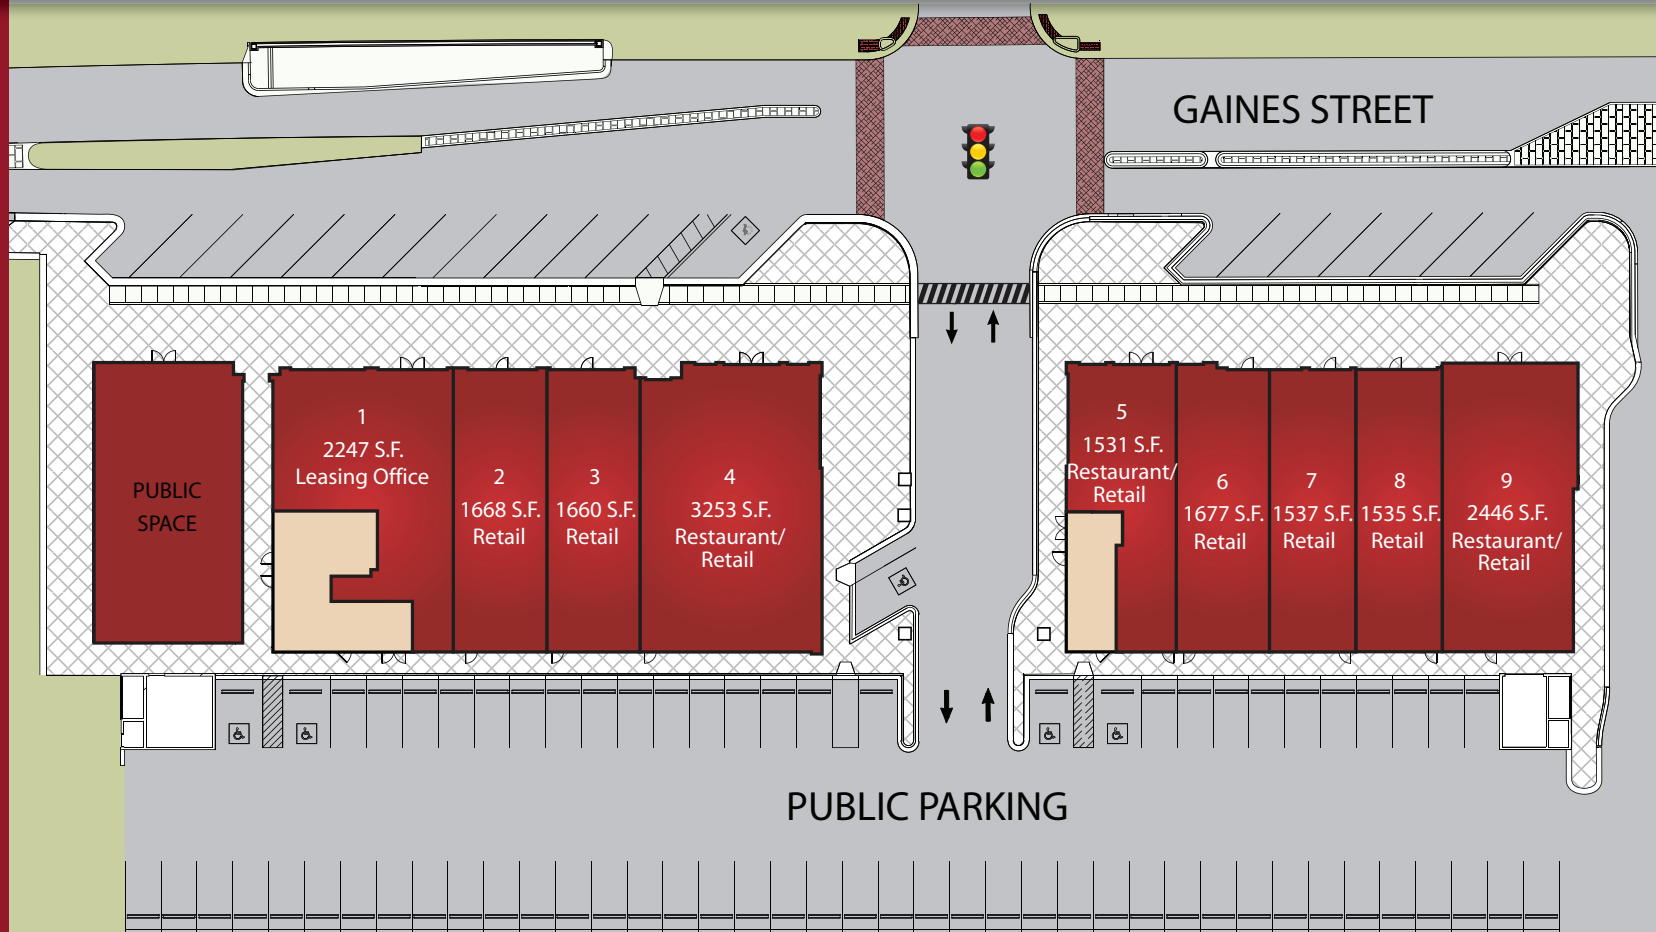 GAINES STREET
PUBLIC
SPACE
1
2247 S.F.
Leasing Office
2
1668 S.F.
Retail
3
1660 S.F.
Retail
4
3253 S.F.
Restaurant/
Retail
5
1531 S.F.
Restaurant/
Retail
6
1677 S.F.
Retail
7
1537 S.F.
Retail
8
1535 S.F.
Retail
9
2446 S.F.
Restaurant/
Retail
PUBLIC PARKING